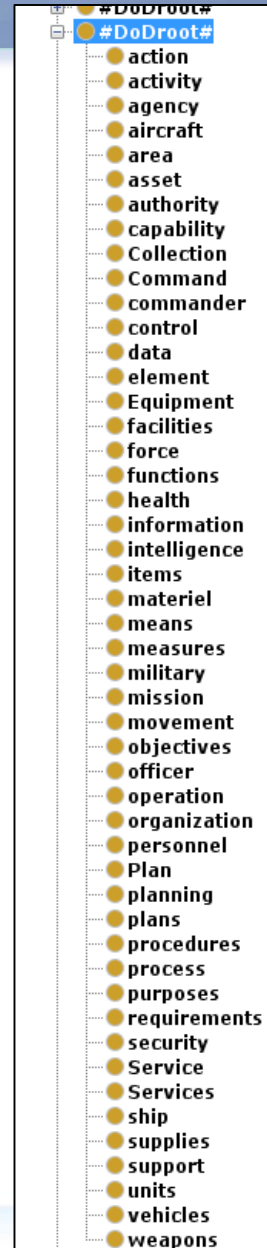 #DoDroot#
#DoDroot#
action
activity
agency
aircraft
area
asset
authority
capability
Collection
Command
commander
control
data
element
Equipment
facilities
force
functions
health
information
intelligence
items
materiel
means
measures
military
mission
movement
objectives
officer
operation
organization
personnel
Plan
planning
plans
procedures
process
purposes
requirements
security
Service
Services
ship
supplies
support
units
vehicles
weapons